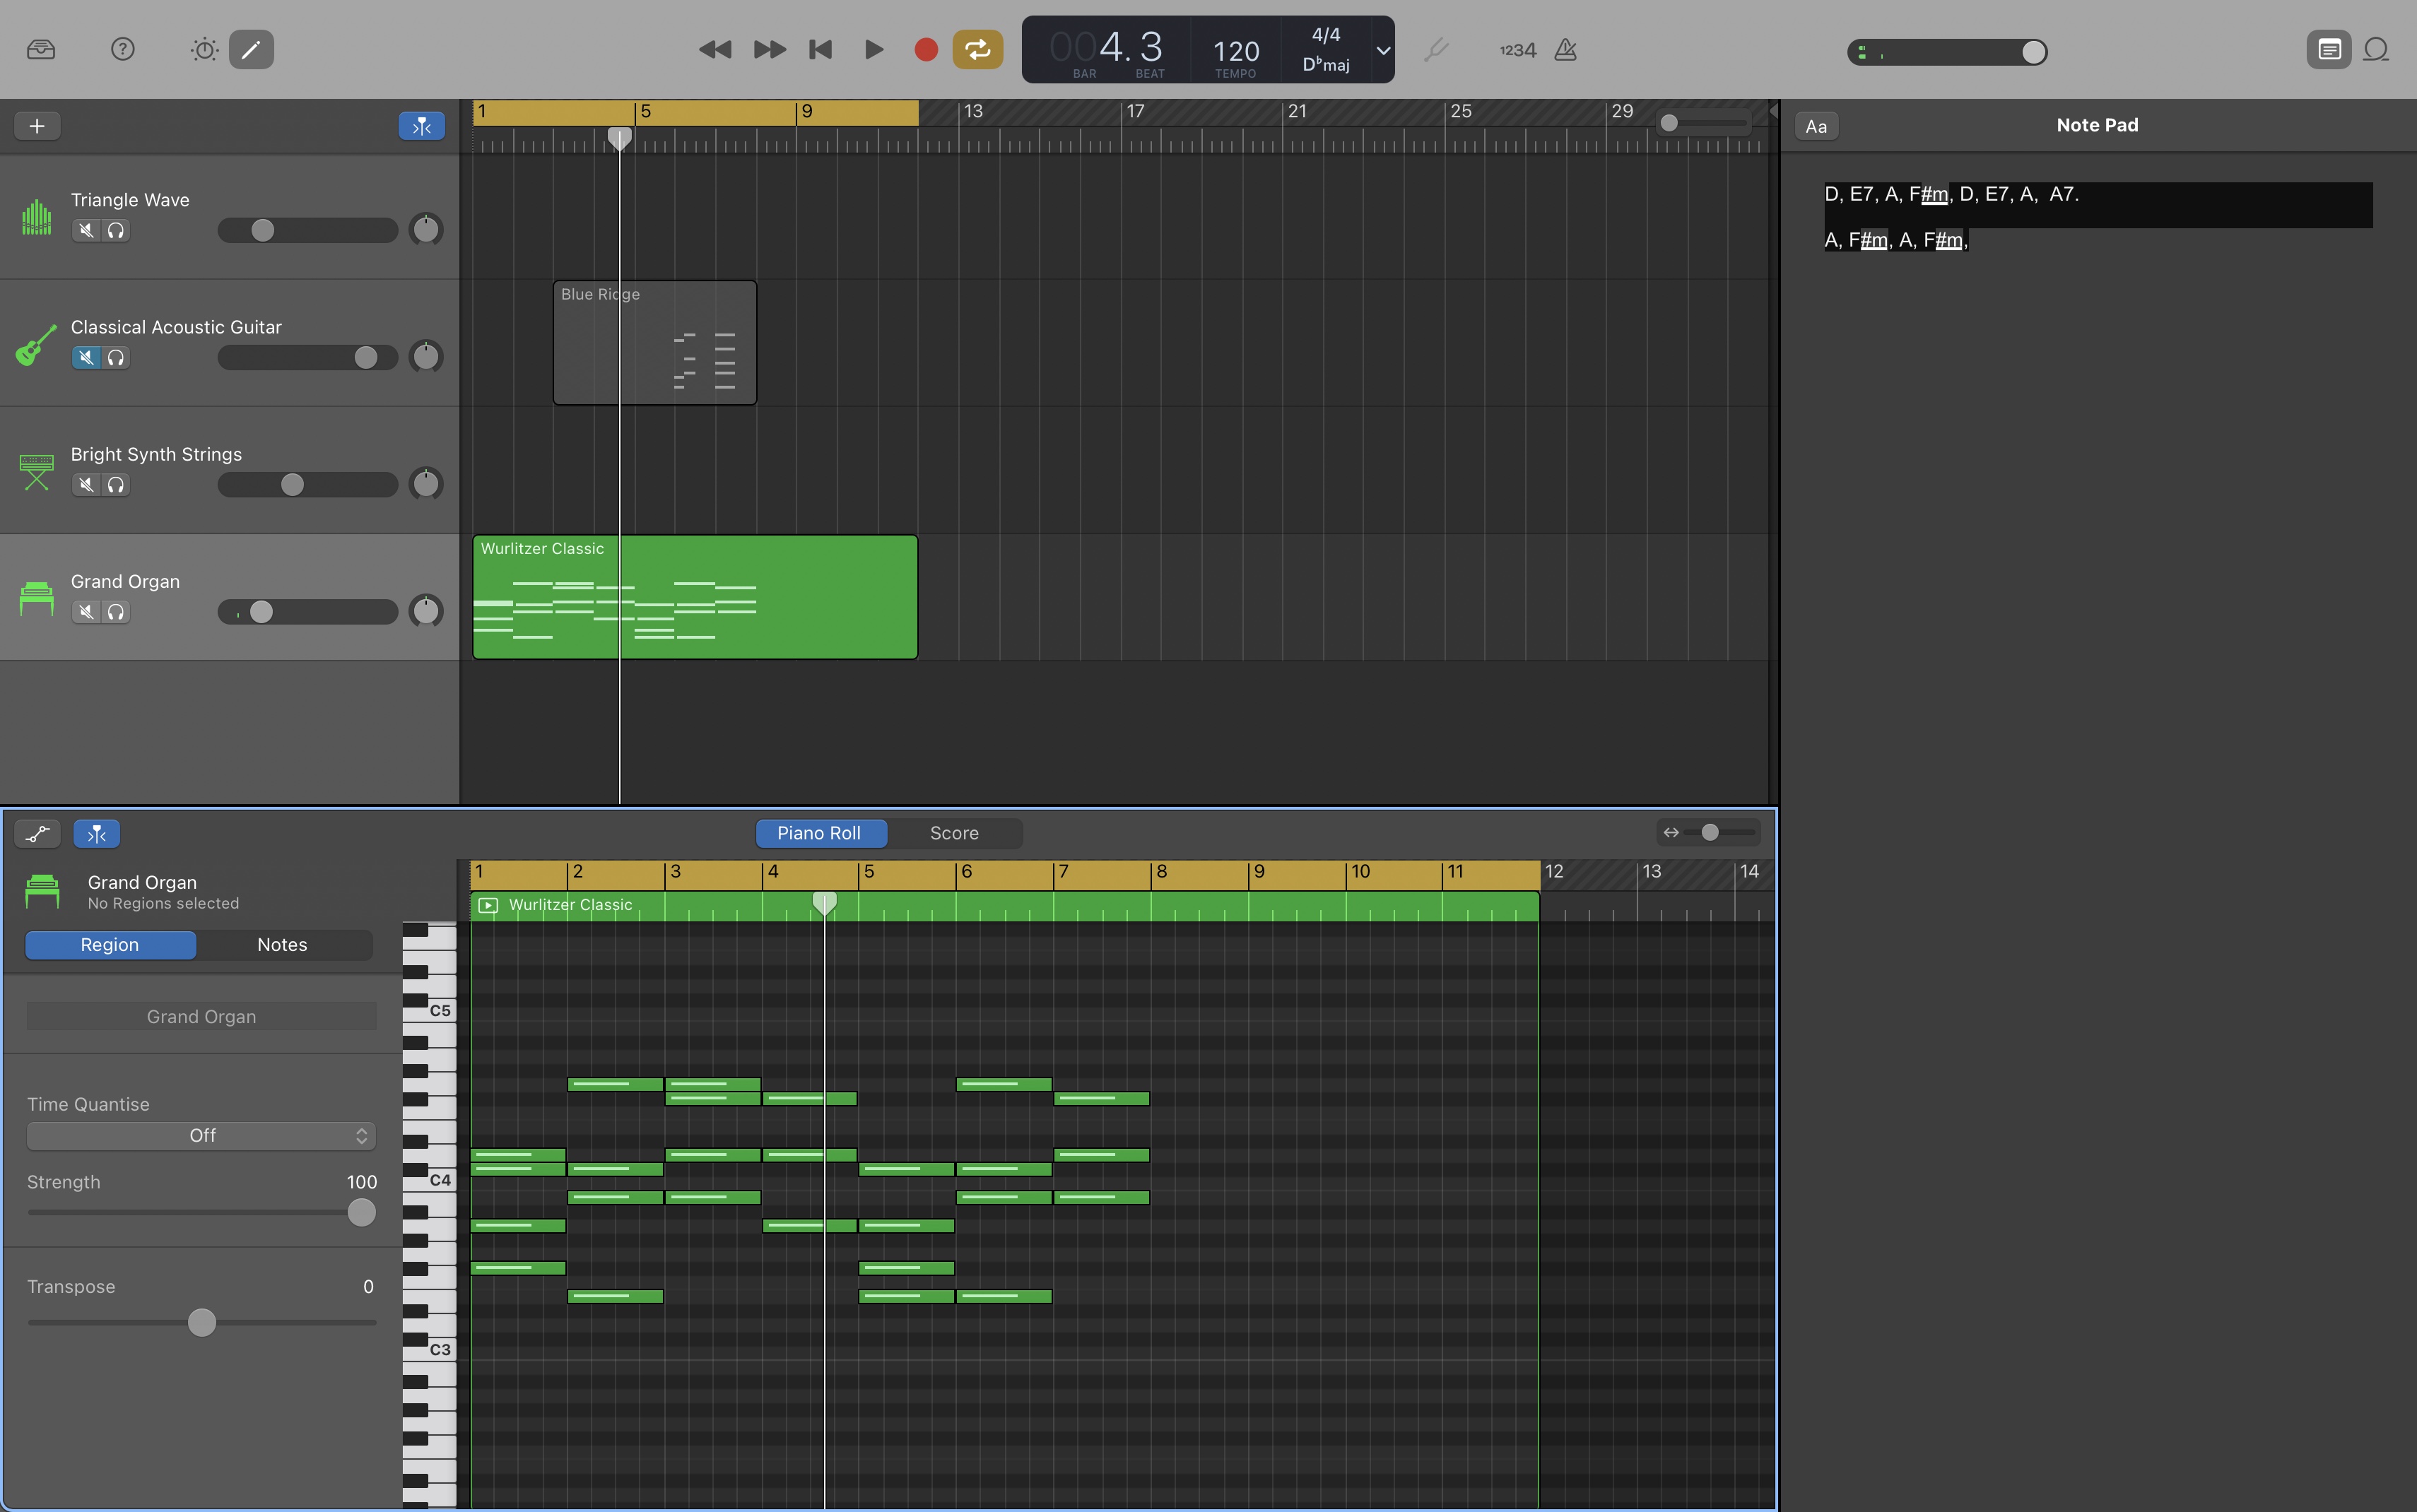 004.3
BAR
BEAT
120
TEMPO
4/4
D♭maj
1234
1
5
9
13
17
21
25
29
Aa
Note Pad
D, E7, A, F#m, D, E7, A,  A7.
A, F#m, A, F#m,
Triangle Wave
Classical Acoustic Guitar
Blue Ridge
Bright Synth Strings
Grand Organ
Wurlitzer Classic
Piano Roll
Score
Grand Organ
No Regions selected
Region
Notes
Grand Organ
Time Quantise
Off
Strength
100
Transpose
0
1
2
3
4
5
6
7
8
9
10
11
12
13
14
Wurlitzer Classic
C5
C4
C3